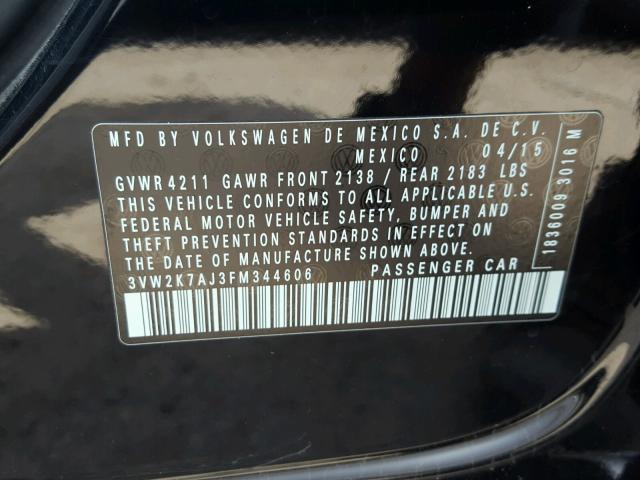 MFD BY VOLKSWAGEN DE MEXICO S.A. DE C.V.
MEXICO 04/15
GVWR 4211 GAWR FRONT 2138 / REAR 2183 LBS
THIS VEHICLE CONFORMS TO ALL APPLICABLE U.S.
FEDERAL MOTOR VEHICLE SAFETY, BUMPER AND
THEFT PREVENTION STANDARDS IN EFFECT ON
THE DATE OF MANUFACTURE SHOWN ABOVE.
3VW2K7AJ3FM344606 PASSENGER CAR
1836009 3016 M